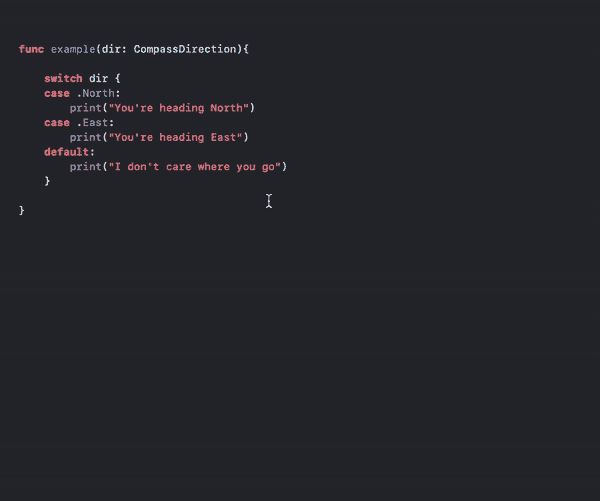 func example(dir: CompassDirection){
switch dir {
case .North:
print("You're heading North")
case .East:
print("You're heading East")
default:
print("I don't care where you go")
}
}